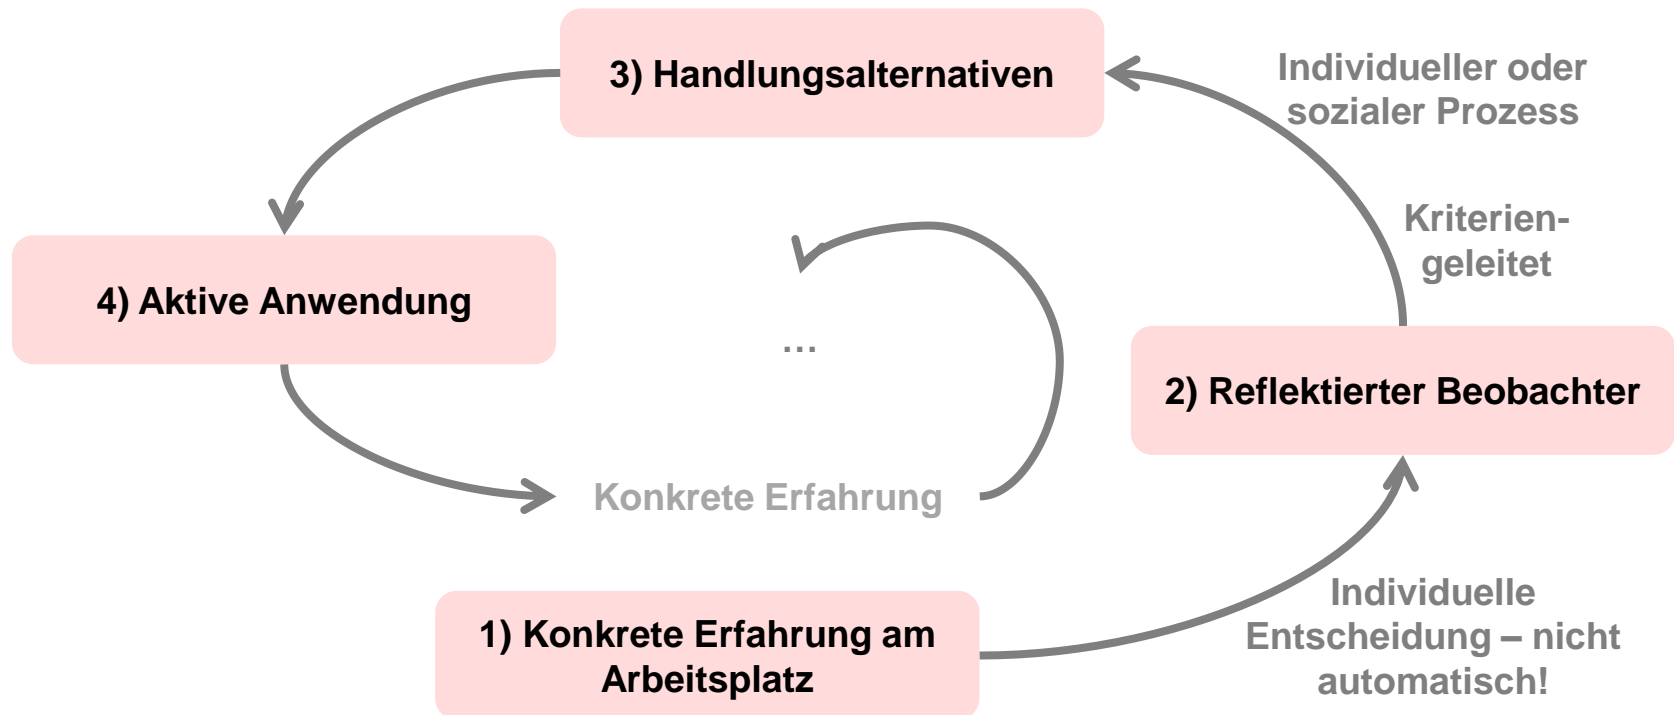 3) Handlungsalternativen
Individueller oder
sozialer Prozess
Kriterien-
geleitet
4) Aktive Anwendung
...
2) Reflektierter Beobachter
Konkrete Erfahrung
1) Konkrete Erfahrung am
Arbeitsplatz
Individuelle
Entscheidung – nicht
automatisch!